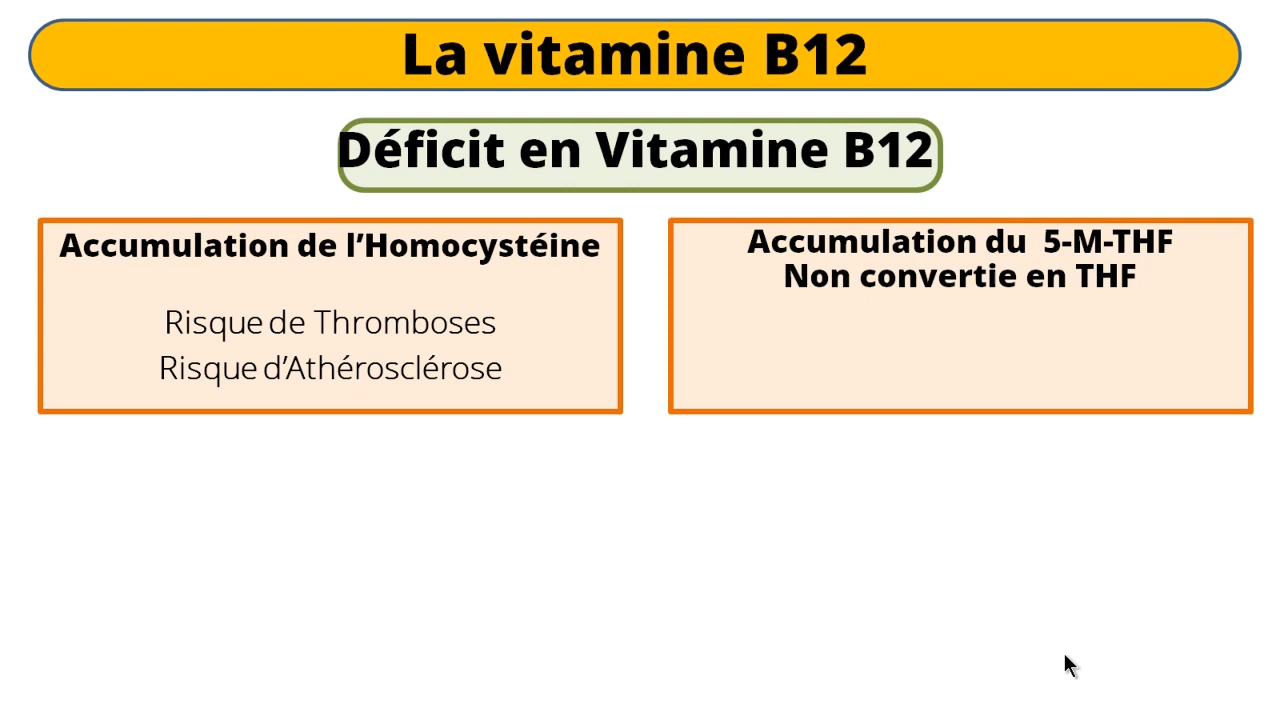 La vitamine B12
Déficit en Vitamine B12
Accumulation de l’Homocystéine
Risque de Thromboses
Risque d’Athérosclérose
Accumulation du 5-M-THF
Non convertie en THF